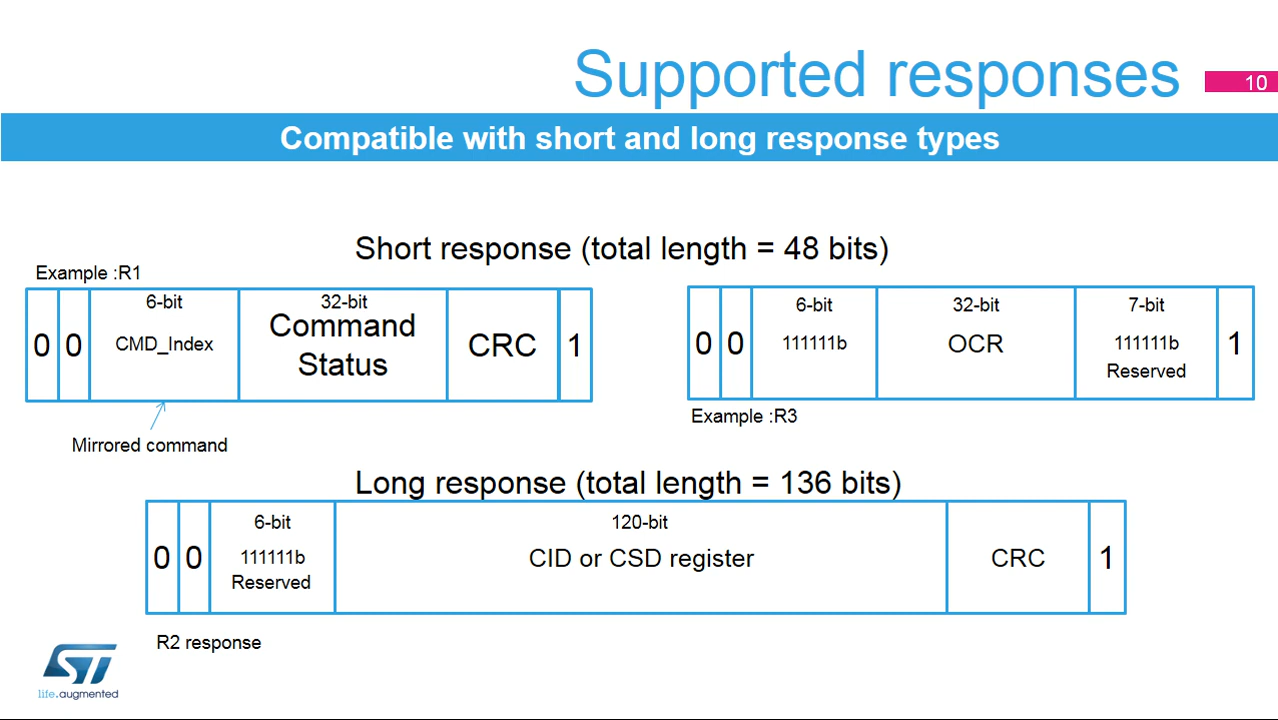 Supported responses
10
Compatible with short and long response types
Short response (total length = 48 bits)
Example :R1
0
0
6-bit
CMD_Index
32-bit
Command
Status
CRC
1
Mirrored command
0
0
6-bit
111111b
32-bit
OCR
7-bit
111111b
Reserved
1
Example :R3
Long response (total length = 136 bits)
0
0
6-bit
111111b
Reserved
120-bit
CID or CSD register
CRC
1
R2 response
ST
life.augmented